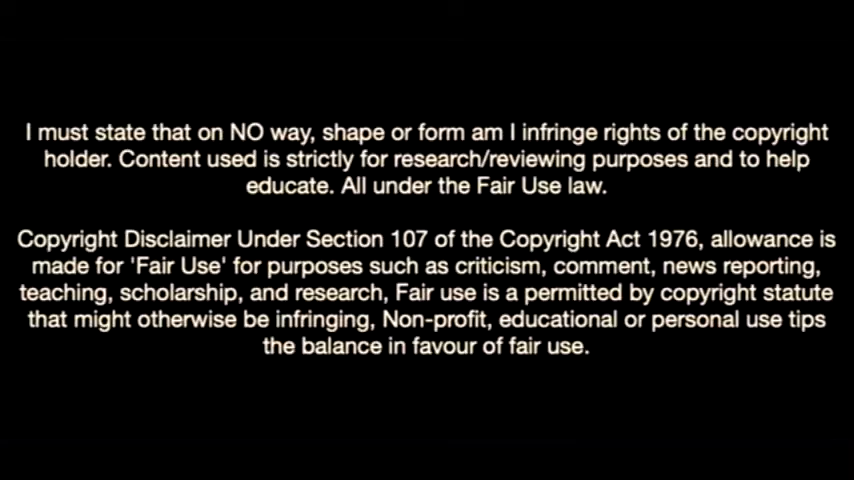 I must state that on NO way, shape or form am I infringe rights of the copyright
holder. Content used is strictly for research/reviewing purposes and to help
educate. All under the Fair Use law.
Copyright Disclaimer Under Section 107 of the Copyright Act 1976, allowance is
made for 'Fair Use' for purposes such as criticism, comment, news reporting,
teaching, scholarship, and research, Fair use is a permitted by copyright statute
that might otherwise be infringing, Non-profit, educational or personal use tips
the balance in favour of fair use.